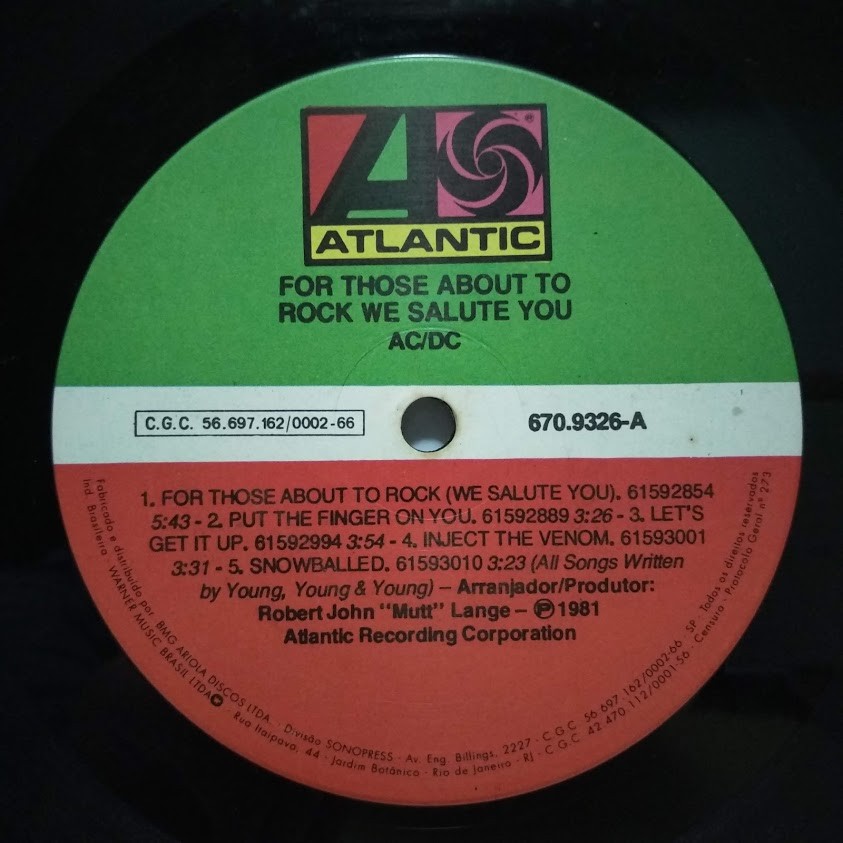 ATLANTIC
FOR THOSE ABOUT TO
ROCK WE SALUTE YOU
AC/DC
C.G.C. 56.697.162/0002-66
670.9326-A
1. FOR THOSE ABOUT TO ROCK (WE SALUTE YOU). 61592854
5:43 - 2. PUT THE FINGER ON YOU. 61592889 3:26 - 3. LET'S
GET IT UP. 61592994 3:54 - 4. INJECT THE VENOM. 61593001
3:31 - 5. SNOWBALLED. 61593010 3:23 (All Songs Written
by Young, Young & Young) – Arranjador/Produtor:
Robert John "Mutt" Lange – ℗ 1981
Atlantic Recording Corporation
Fabricado e distribuído por BMG ARIOLA DISCOS LTDA. · Divisão SONOPRESS · Av. Eng. Billings, 2227 · C.G.C. 56 697 162/0002-66 · SP · Todos os direitos reservados
Ind. Brasileira · WARNER MUSIC BRASIL LTDA · Rua Itaipava, 44 · Jardim Botânico · Rio de Janeiro · RJ · C G C 42 470 112/0001-56 · Censura · Protocolo Geral nº 273